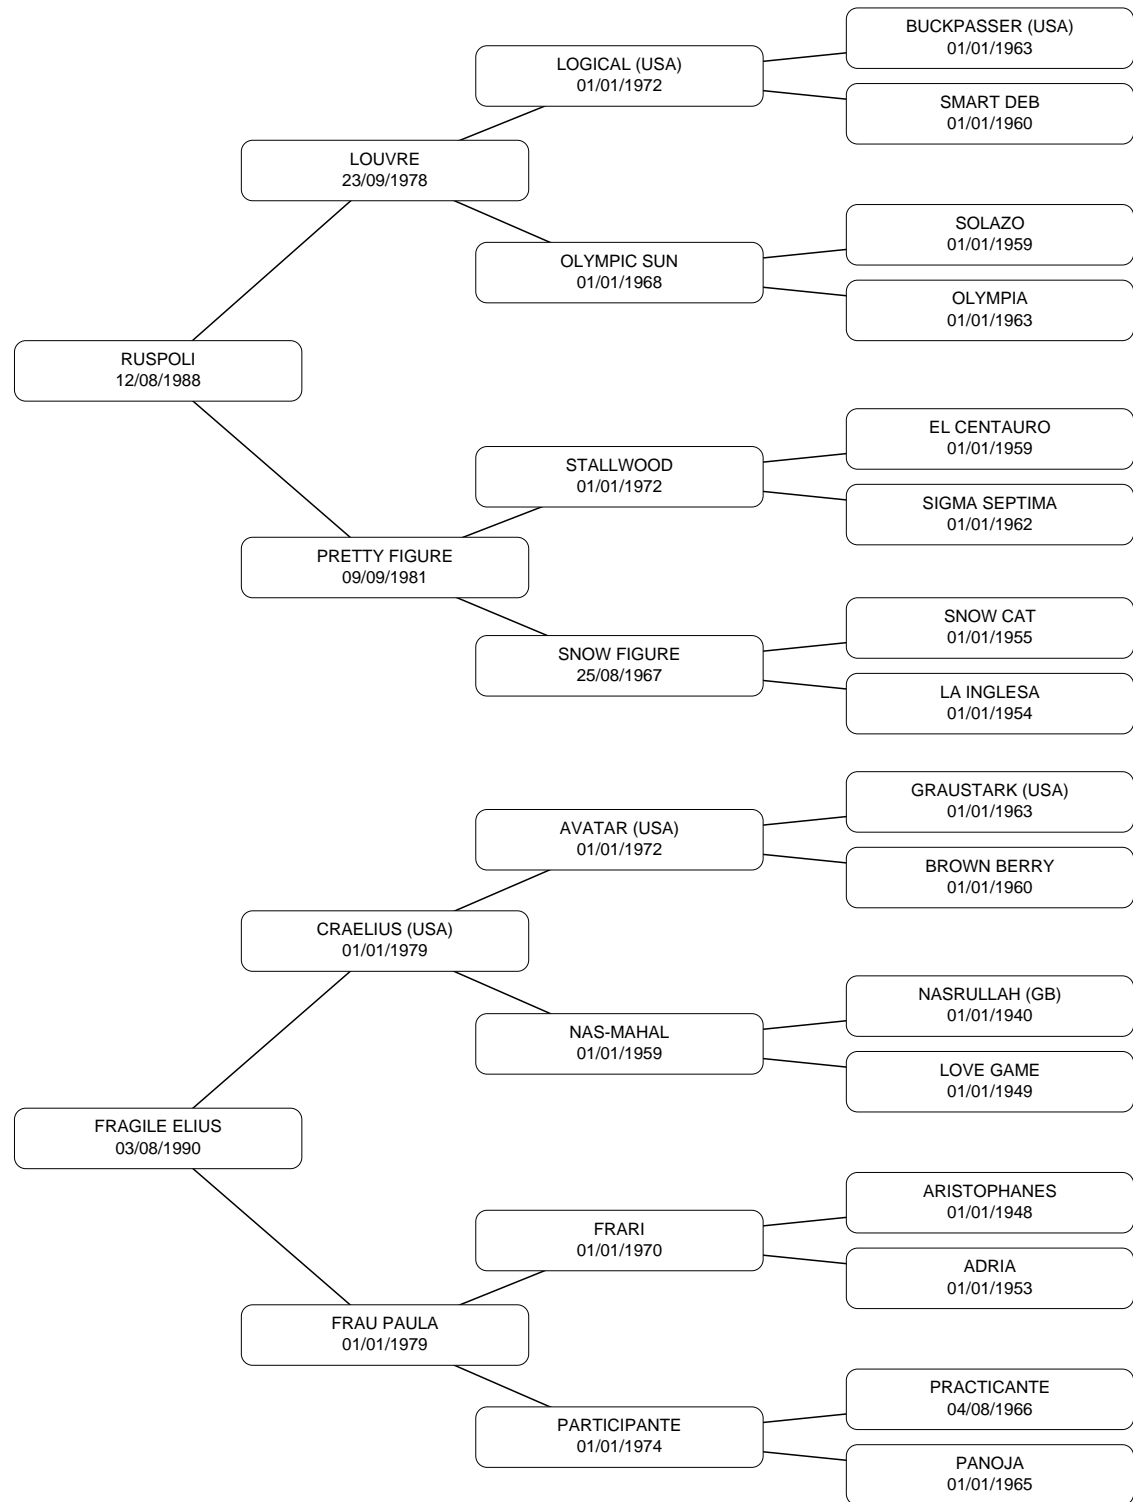 BUCKPASSER (USA)
01/01/1963
LOGICAL (USA)
01/01/1972
SMART DEB
01/01/1960
LOUVRE
23/09/1978
SOLAZO
01/01/1959
OLYMPIC SUN
01/01/1968
OLYMPIA
01/01/1963
RUSPOLI
12/08/1988
EL CENTAURO
01/01/1959
STALLWOOD
01/01/1972
SIGMA SEPTIMA
01/01/1962
PRETTY FIGURE
09/09/1981
SNOW CAT
01/01/1955
SNOW FIGURE
25/08/1967
LA INGLESA
01/01/1954
GRAUSTARK (USA)
01/01/1963
AVATAR (USA)
01/01/1972
BROWN BERRY
01/01/1960
CRAELIUS (USA)
01/01/1979
NASRULLAH (GB)
01/01/1940
NAS-MAHAL
01/01/1959
LOVE GAME
01/01/1949
FRAGILE ELIUS
03/08/1990
ARISTOPHANES
01/01/1948
FRARI
01/01/1970
ADRIA
01/01/1953
FRAU PAULA
01/01/1979
PRACTICANTE
04/08/1966
PARTICIPANTE
01/01/1974
PANOJA
01/01/1965